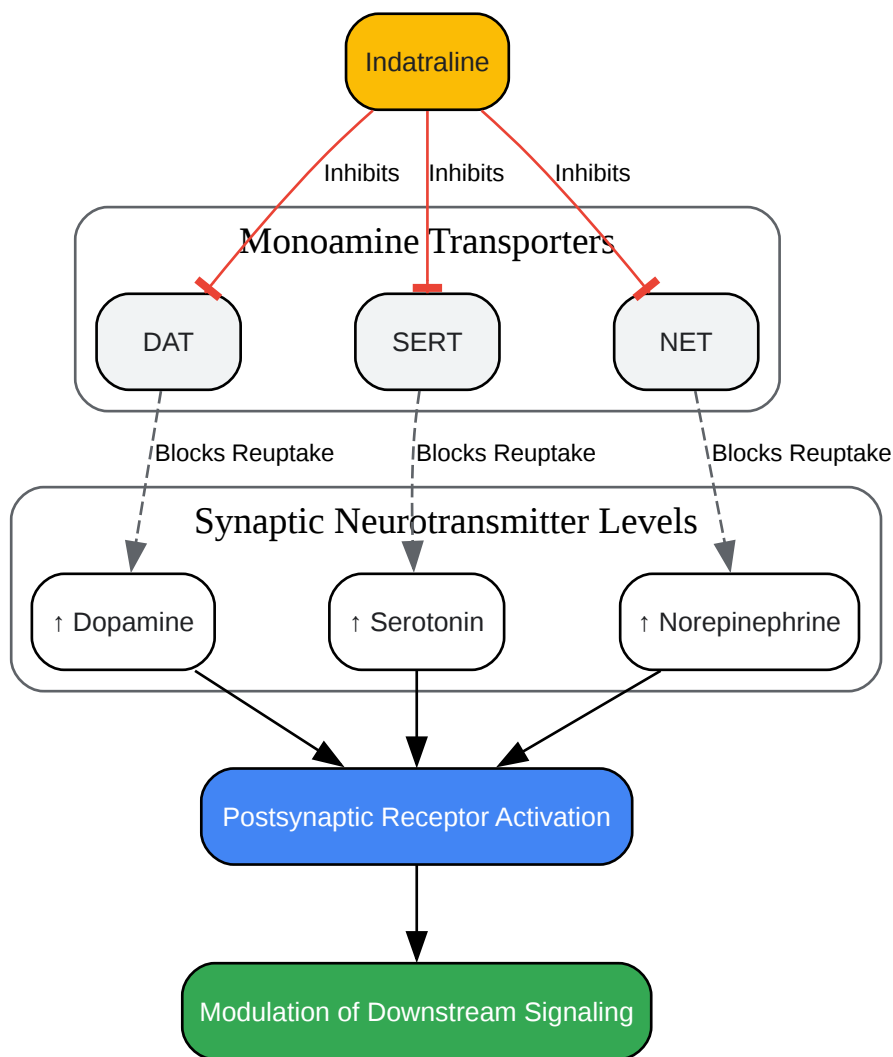 Indatraline
Inhibits Inhibits Inhibits
Monoamine Transporters
DAT SERT NET
Blocks Reuptake Blocks Reuptake Blocks Reuptake
Synaptic Neurotransmitter Levels
↑ Dopamine ↑ Serotonin ↑ Norepinephrine
Postsynaptic Receptor Activation
Modulation of Downstream Signaling